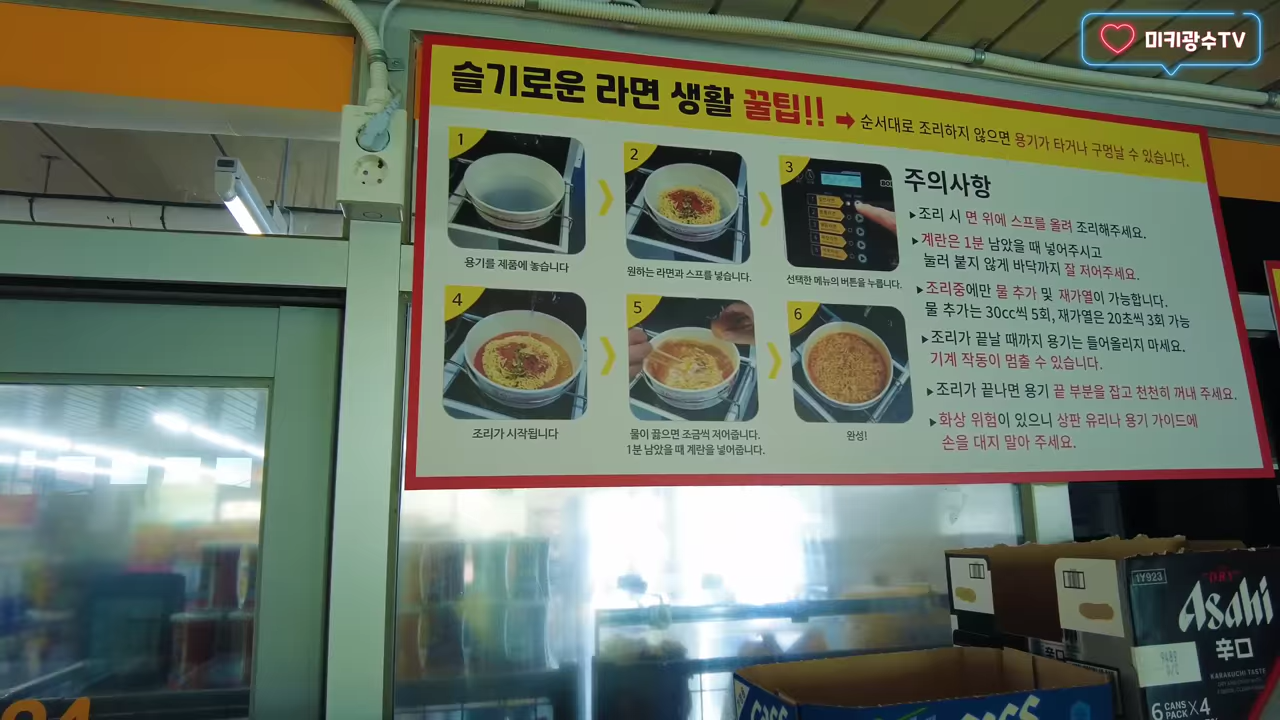 미키광수TV
슬기로운 라면 생활 꿀팁!! ➡ 순서대로 조리하지 않으면 용기가 타거나 구멍날 수 있습니다.
1
용기를 제품에 놓습니다
2
원하는 라면과 스프를 넣습니다.
3
선택한 메뉴의 버튼을 누릅니다.
4
조리가 시작됩니다
5
물이 끓으면 조금씩 저어줍니다.
1분 남았을 때 계란을 넣어줍니다.
6
완성!
주의사항
▶조리 시 면 위에 스프를 올려 조리해주세요.
▶계란은 1분 남았을 때 넣어주시고
눌러 붙지 않게 바닥까지 잘 저어주세요.
▶조리중에만 물 추가 및 재가열이 가능합니다.
물 추가는 30cc씩 5회, 재가열은 20초씩 3회 가능
▶조리가 끝날 때까지 용기는 들어올리지 마세요.
기계 작동이 멈출 수 있습니다.
▶조리가 끝나면 용기 끝 부분을 잡고 천천히 꺼내 주세요.
▶화상 위험이 있으니 상판 유리나 용기 가이드에
손을 대지 말아 주세요.
1Y923
Asahi
辛口
KARAKUCHI TASTE
6 CANS PACK X4
24